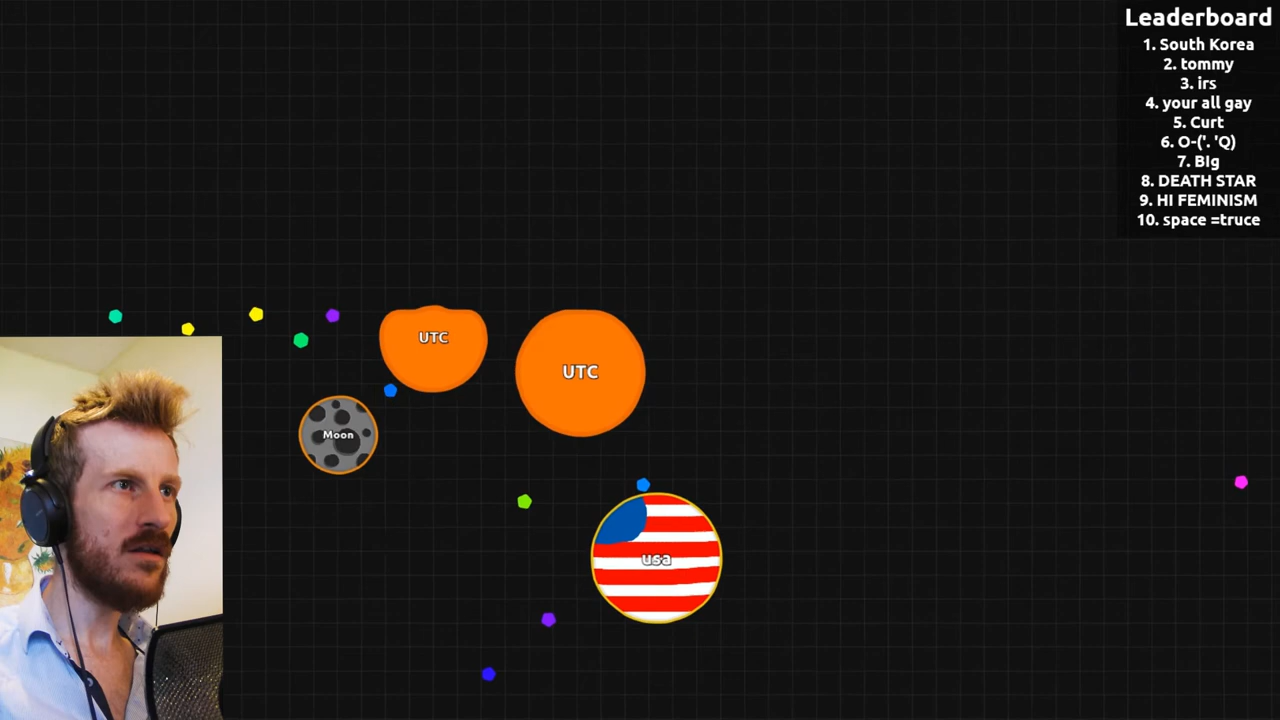 Leaderboard
1. South Korea
2. tommy
3. irs
4. your all gay
5. Curt
6. O-('. 'Q)
7. BIg
8. DEATH STAR
9. HI FEMINISM
10. space =truce
UTC
UTC
Moon
usa